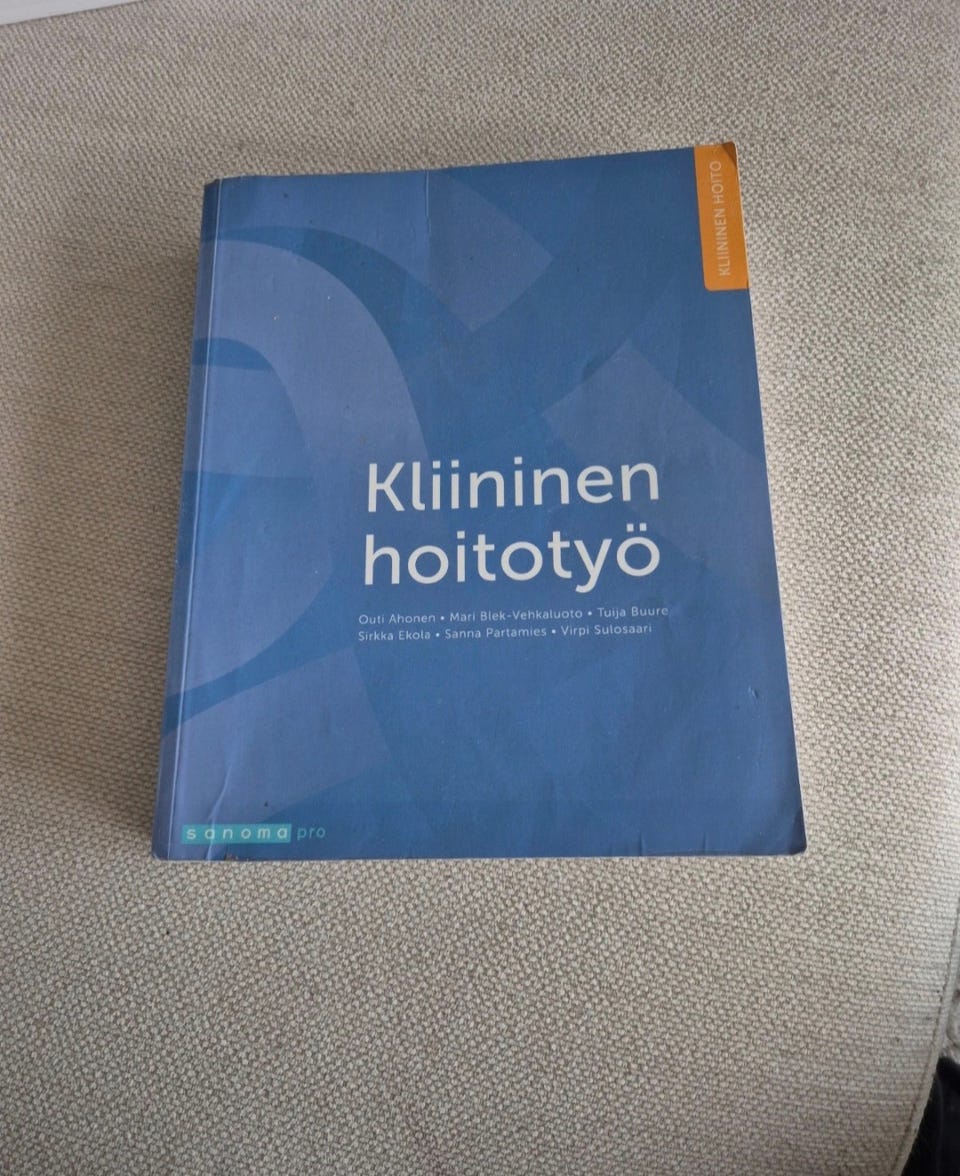 KLIININEN HOITO
Kliininen
hoitotyö
Outi Ahonen • Mari Blek-Vehkaluoto • Tuija Buure
Sirkka Ekola • Sanna Partamies • Virpi Sulosaari
sanoma pro